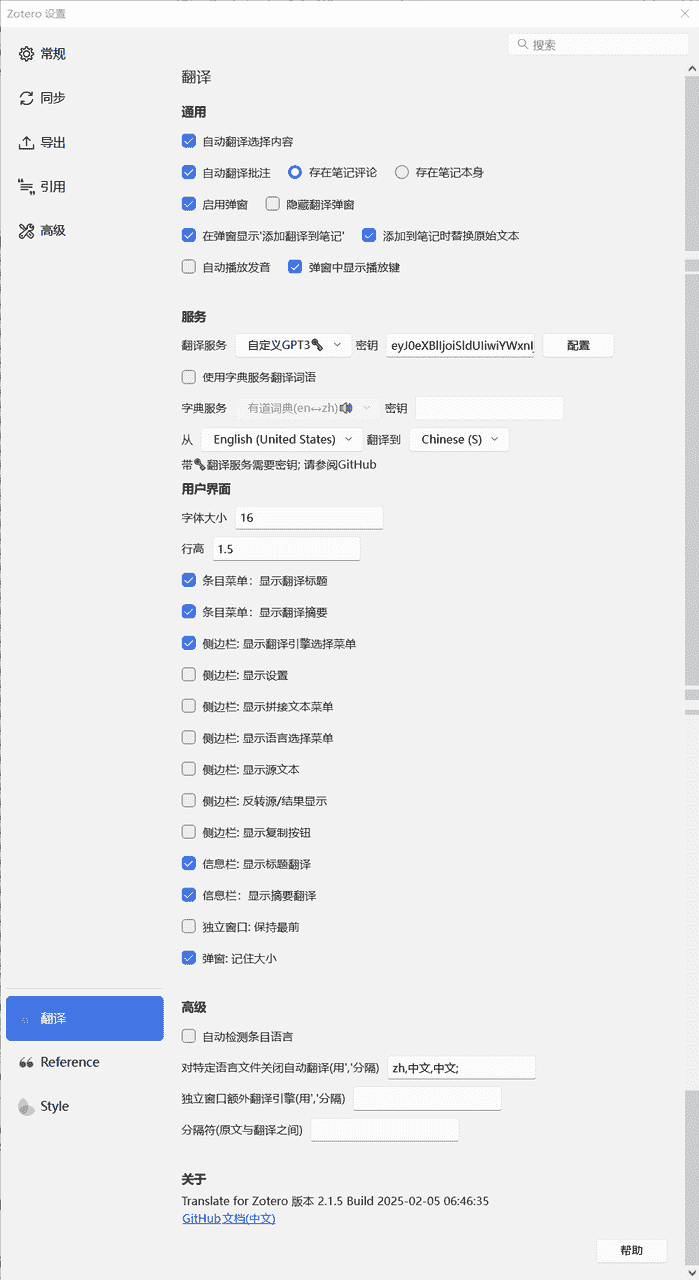 Zotero 设置
搜索
常规
同步
导出
引用
高级
翻译
通用
自动翻译选择内容
自动翻译批注 存在笔记评论 存在笔记本身
启用弹窗 隐藏翻译弹窗
在弹窗显示'添加翻译到笔记' 添加到笔记时替换原始文本
自动播放发音 弹窗中显示播放键
服务
翻译服务 自定义GPT3 密钥 配置
使用字典服务翻译词语
字典服务 有道词典(en↔zh) 密钥
从 English (United States) 翻译到 Chinese (S)
带🗝翻译服务需要密钥; 请参阅GitHub
用户界面
字体大小 16
行高 1.5
条目菜单：显示翻译标题
条目菜单：显示翻译摘要
侧边栏: 显示翻译引擎选择菜单
侧边栏: 显示设置
侧边栏: 显示拼接文本菜单
侧边栏: 显示语言选择菜单
侧边栏: 显示源文本
侧边栏: 反转源/结果显示
侧边栏: 显示复制按钮
信息栏: 显示标题翻译
信息栏：显示摘要翻译
独立窗口: 保持最前
弹窗: 记住大小
翻译
Reference
Style
高级
自动检测条目语言
对特定语言文件关闭自动翻译(用','分隔) zh,中文,中文;
独立窗口额外翻译引擎(用','分隔)
分隔符(原文与翻译之间)
关于
Translate for Zotero 版本 2.1.5 Build 2025-02-05 06:46:35
GitHub文档(中文)
帮助